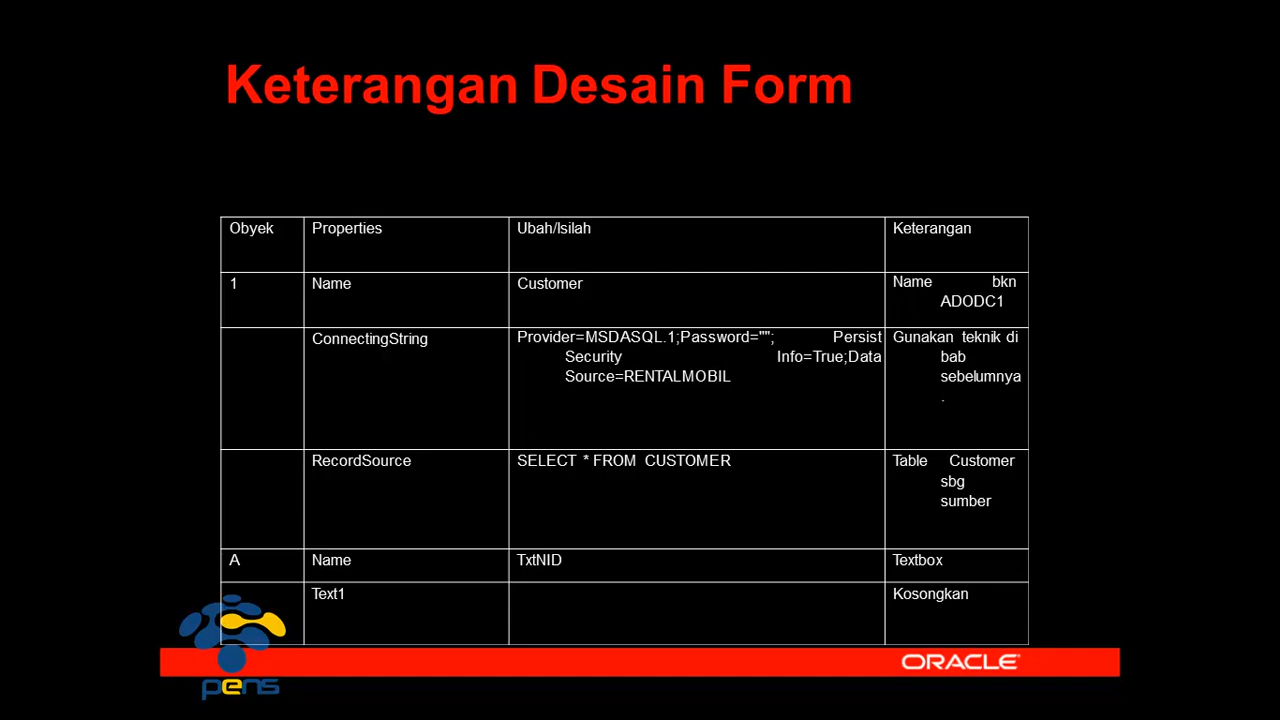 Keterangan Desain Form
Obyek Properties Ubah/Isilah Keterangan
1 Name Customer Name bkn
ADODC1
ConnectingString Provider=MSDASQL.1;Password=""; Persist Gunakan teknik di
Security Info=True;Data bab
Source=RENTALMOBIL sebelumnya
.
RecordSource SELECT * FROM CUSTOMER Table Customer
sbg
sumber
A Name TxtNID Textbox
Text1 Kosongkan
ORACLE
pens